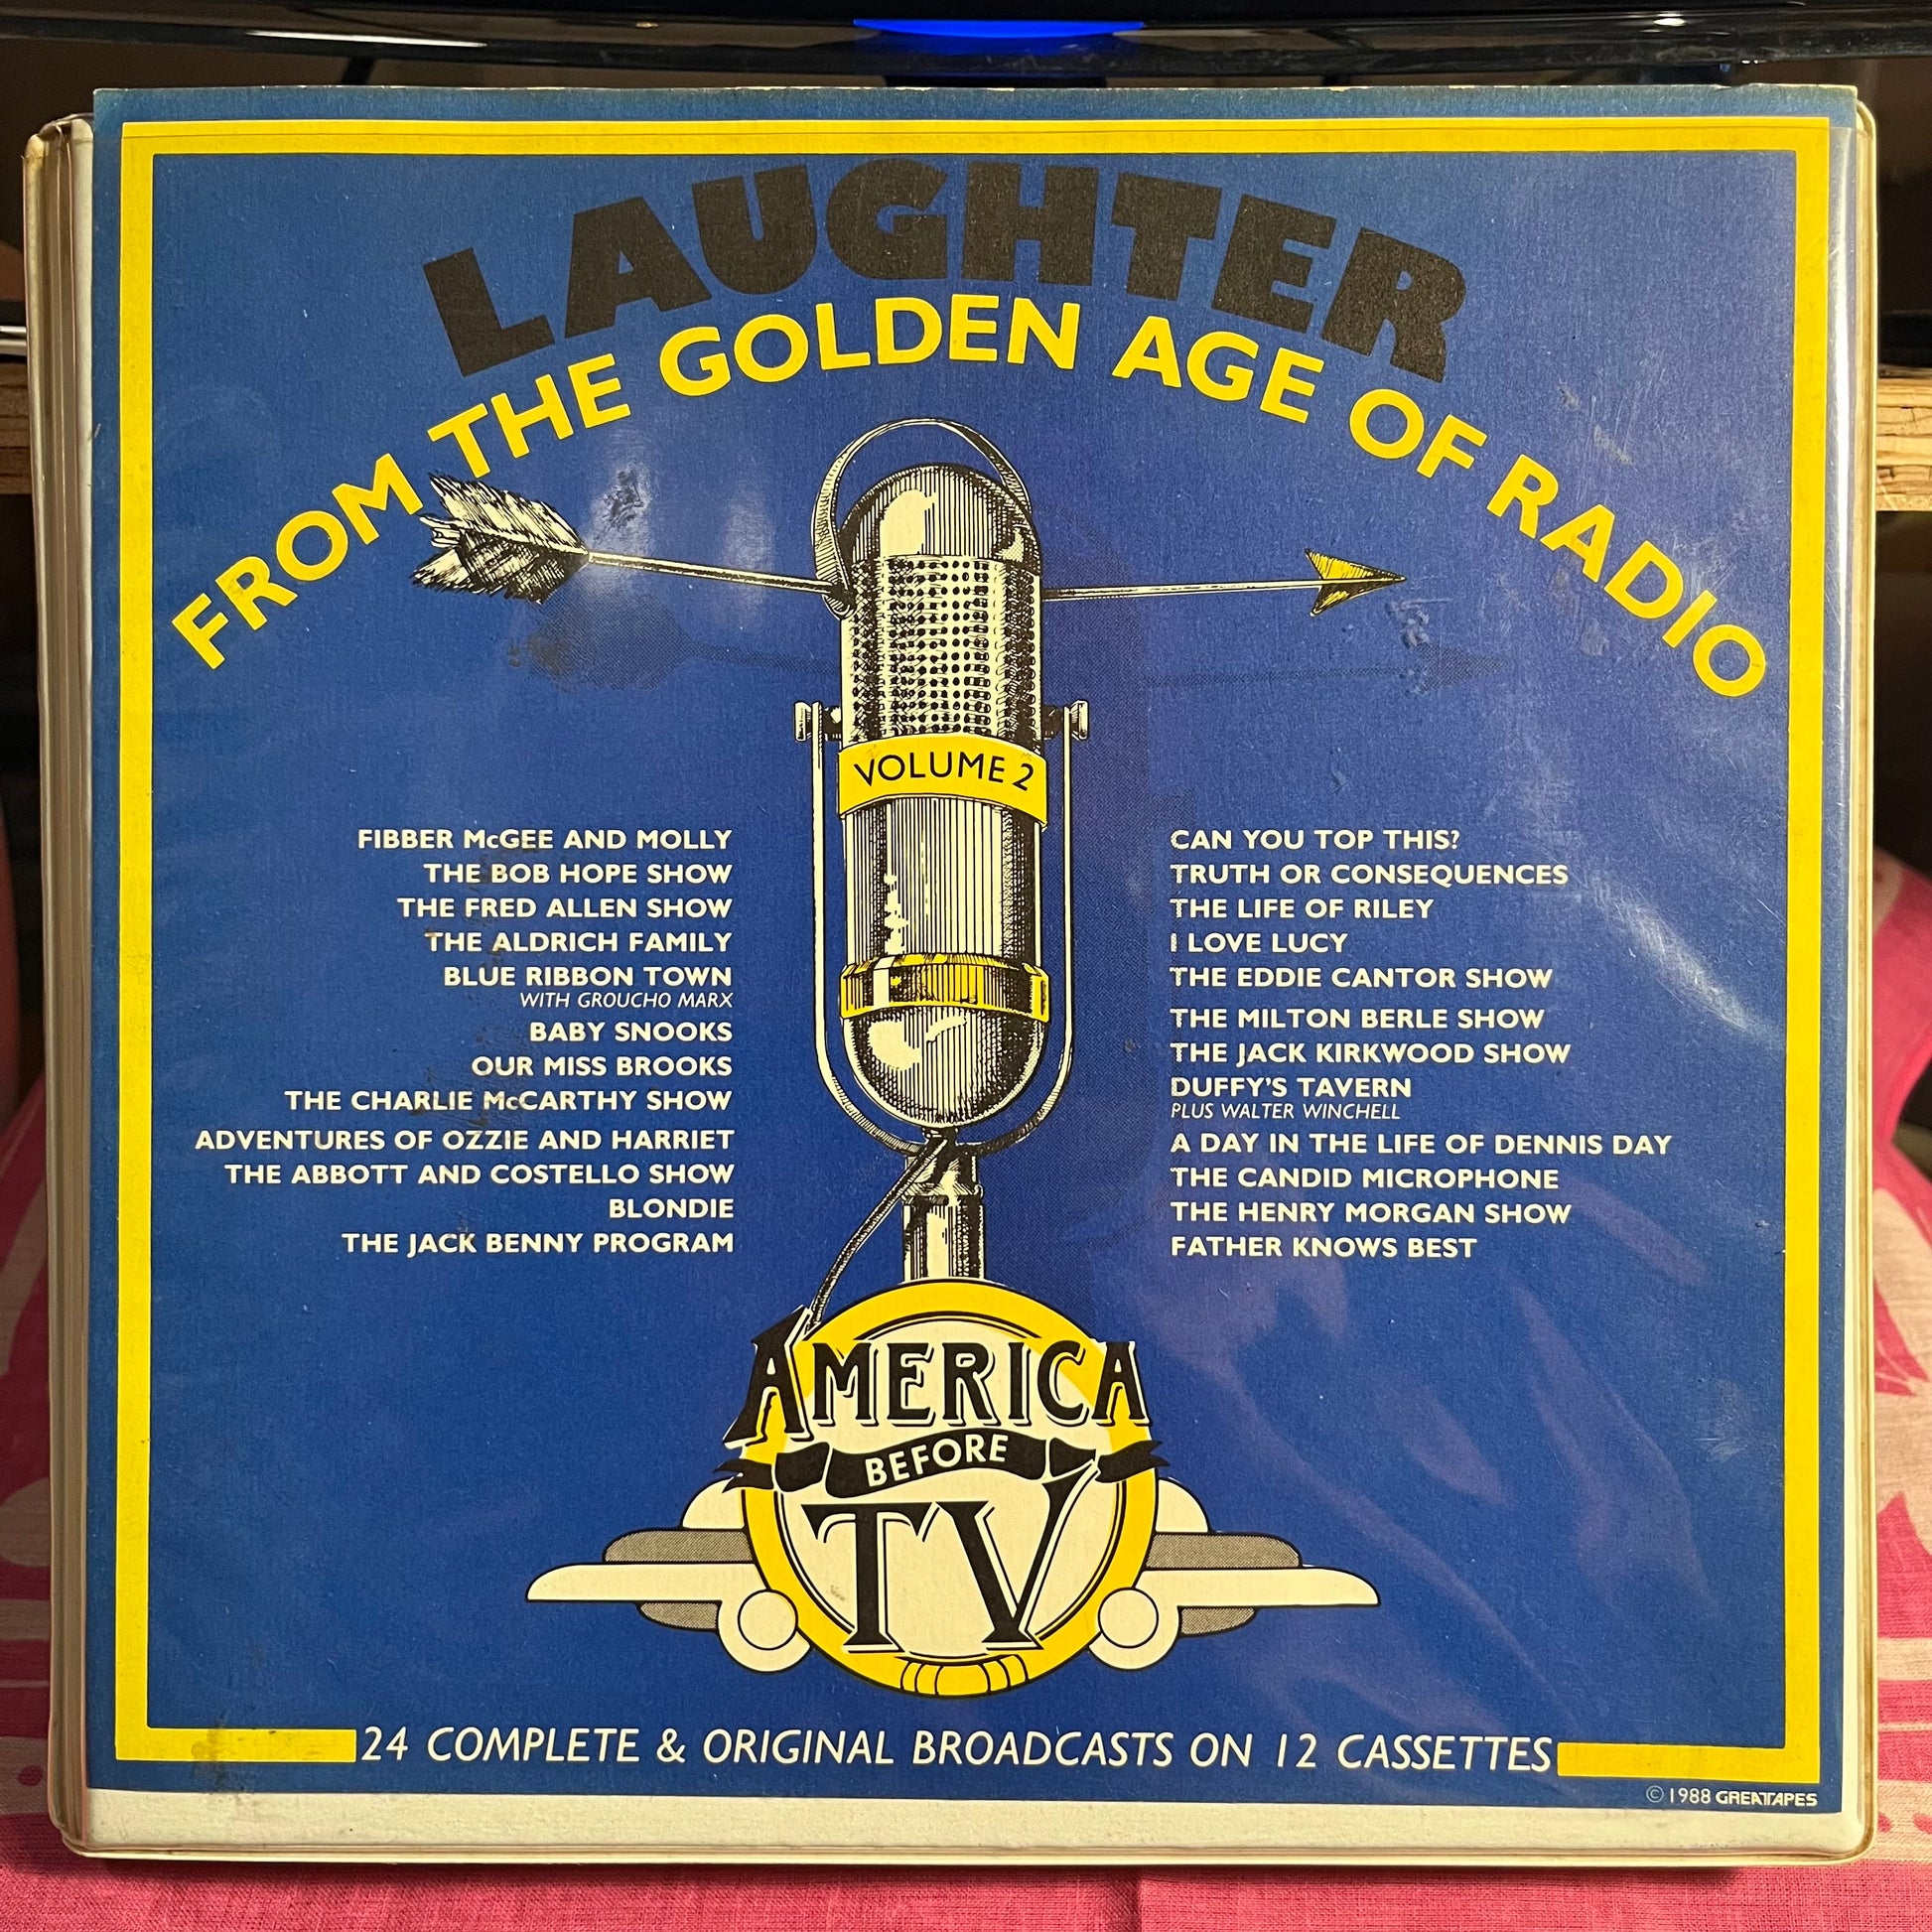 LAUGHTER
FROM THE GOLDEN AGE OF RADIO
VOLUME 2
FIBBER McGEE AND MOLLY
THE BOB HOPE SHOW
THE FRED ALLEN SHOW
THE ALDRICH FAMILY
BLUE RIBBON TOWN
WITH GROUCHO MARX
BABY SNOOKS
OUR MISS BROOKS
THE CHARLIE McCARTHY SHOW
ADVENTURES OF OZZIE AND HARRIET
THE ABBOTT AND COSTELLO SHOW
BLONDIE
THE JACK BENNY PROGRAM
CAN YOU TOP THIS?
TRUTH OR CONSEQUENCES
THE LIFE OF RILEY
I LOVE LUCY
THE EDDIE CANTOR SHOW
THE MILTON BERLE SHOW
THE JACK KIRKWOOD SHOW
DUFFY'S TAVERN
PLUS WALTER WINCHELL
A DAY IN THE LIFE OF DENNIS DAY
THE CANDID MICROPHONE
THE HENRY MORGAN SHOW
FATHER KNOWS BEST
AMERICA
BEFORE
TV
24 COMPLETE & ORIGINAL BROADCASTS ON 12 CASSETTES
© 1988 GREATAPES